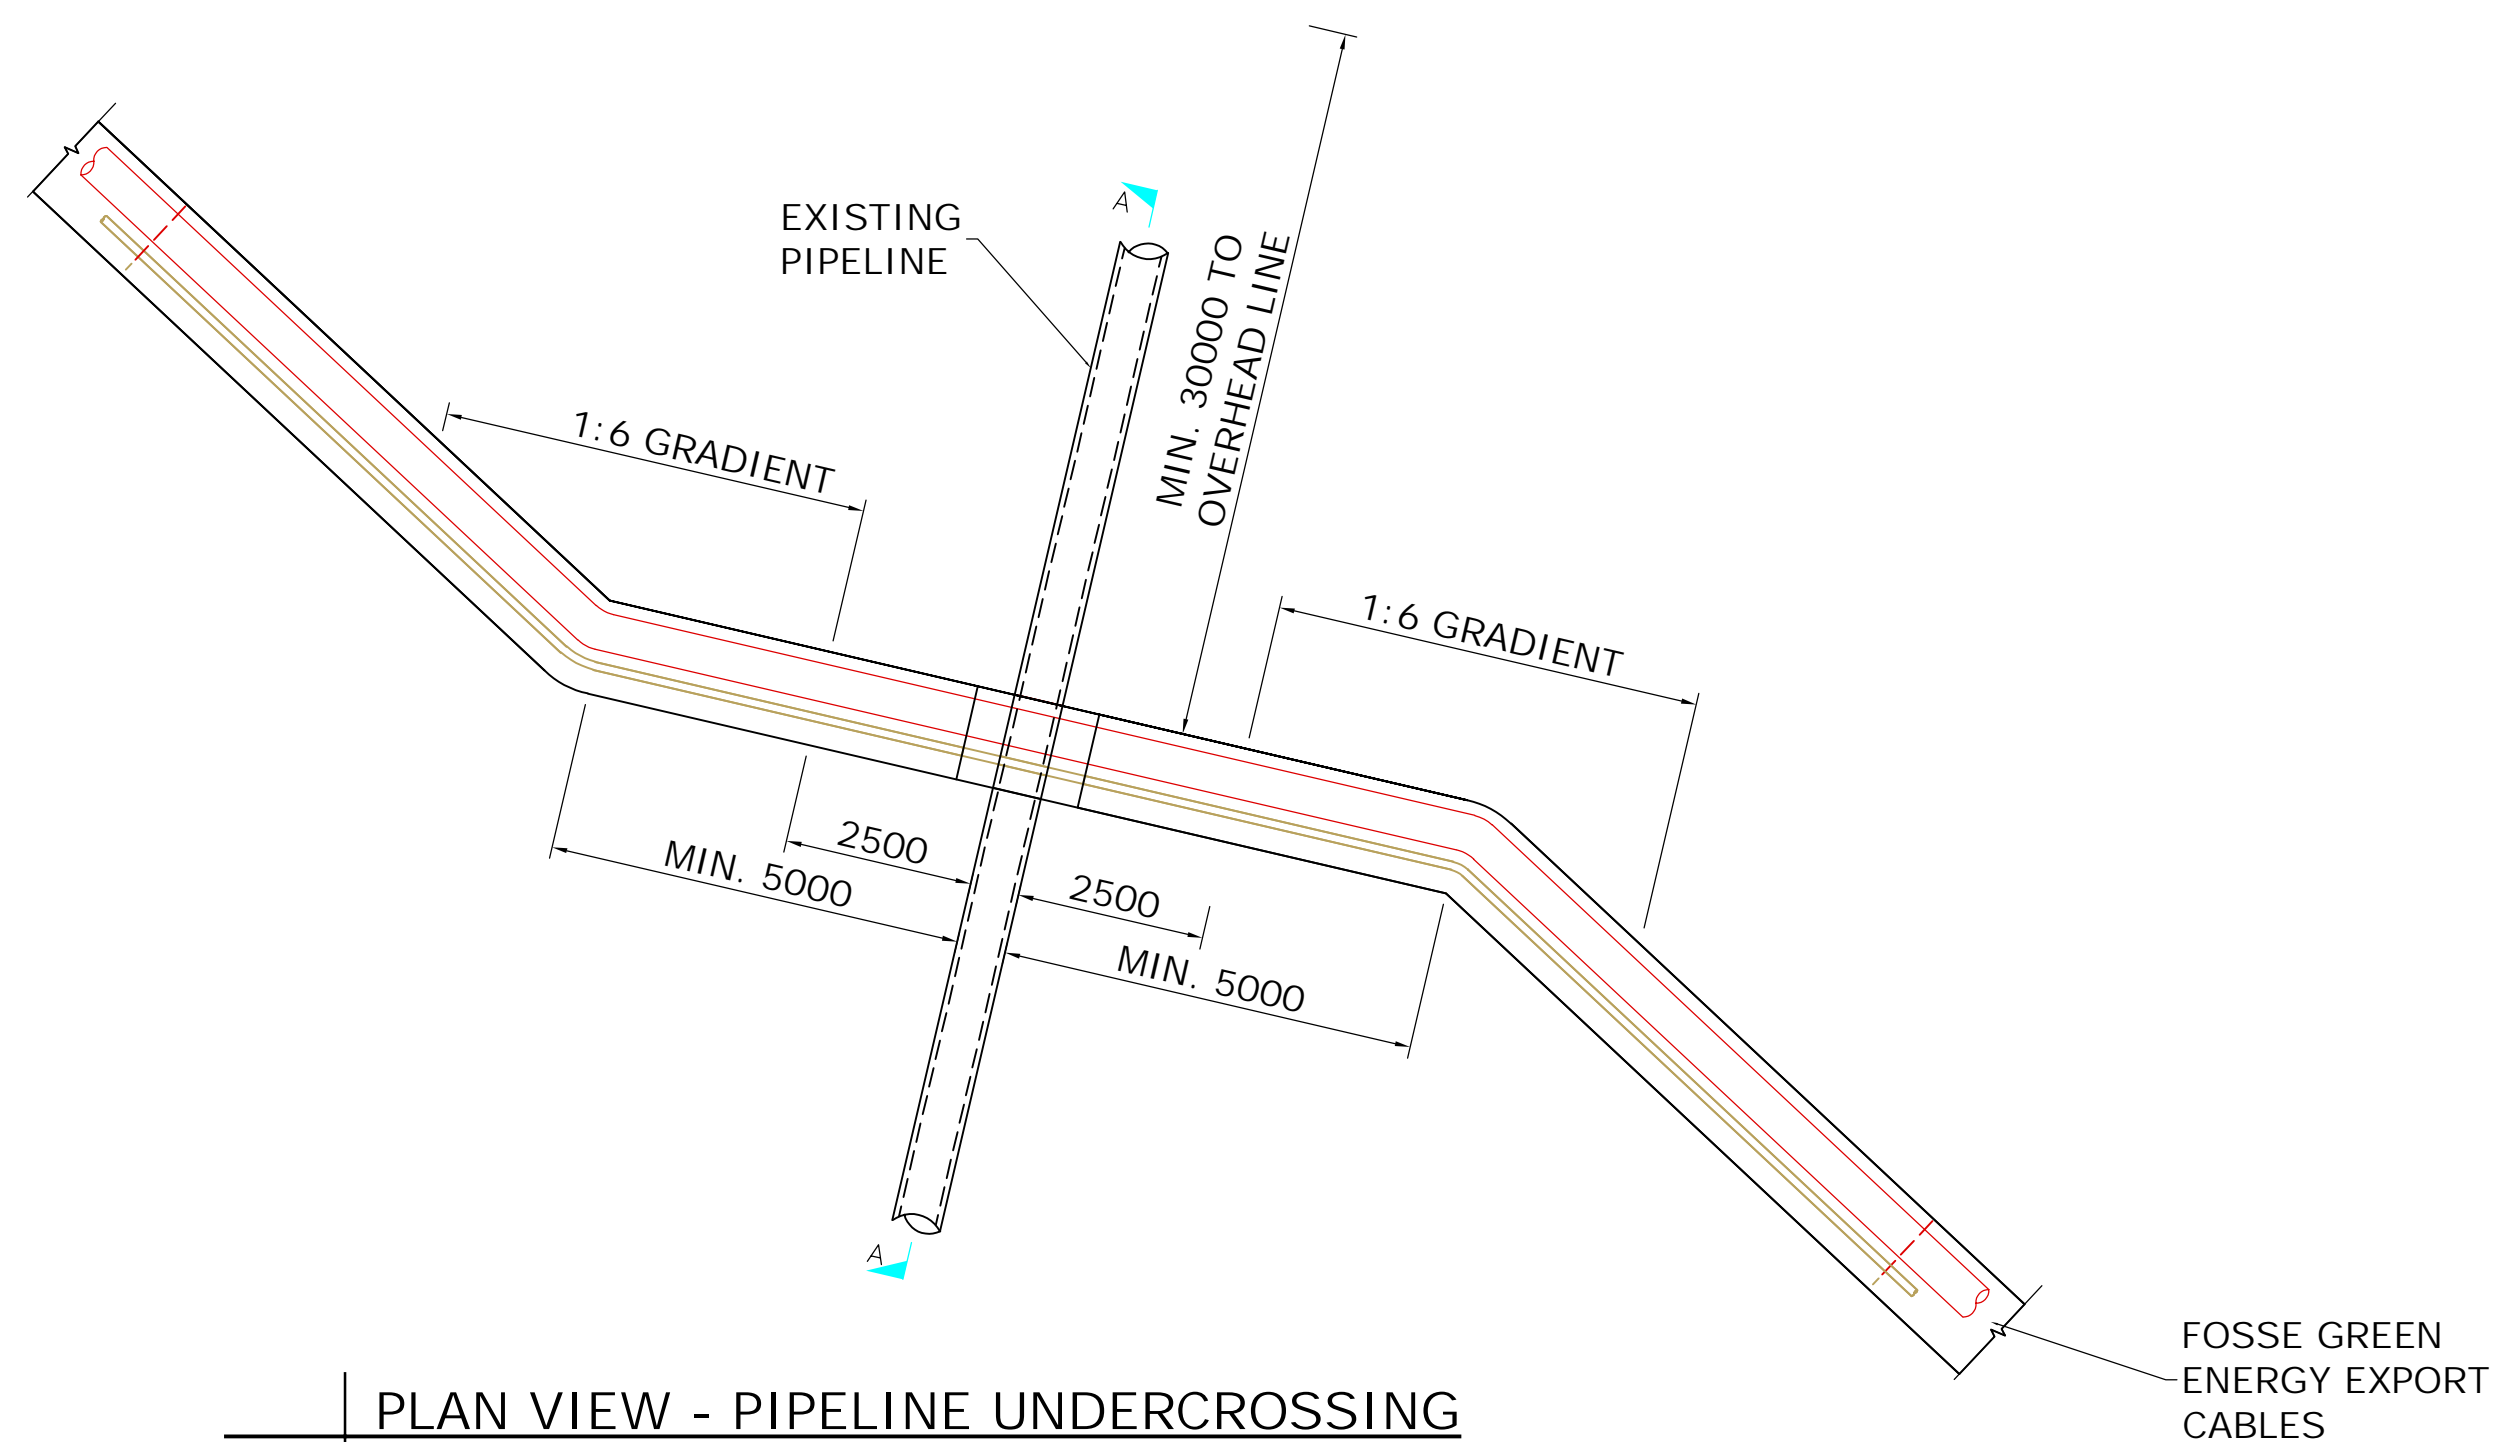 A
EXISTING
PIPELINE
MIN. 30000 TO
OVERHEAD LINE
1:6 GRADIENT
1:6 GRADIENT
2500
MIN. 5000
2500
MIN. 5000
A
FOSSE GREEN
ENERGY EXPORT
CABLES
PLAN VIEW - PIPELINE UNDERCROSSING